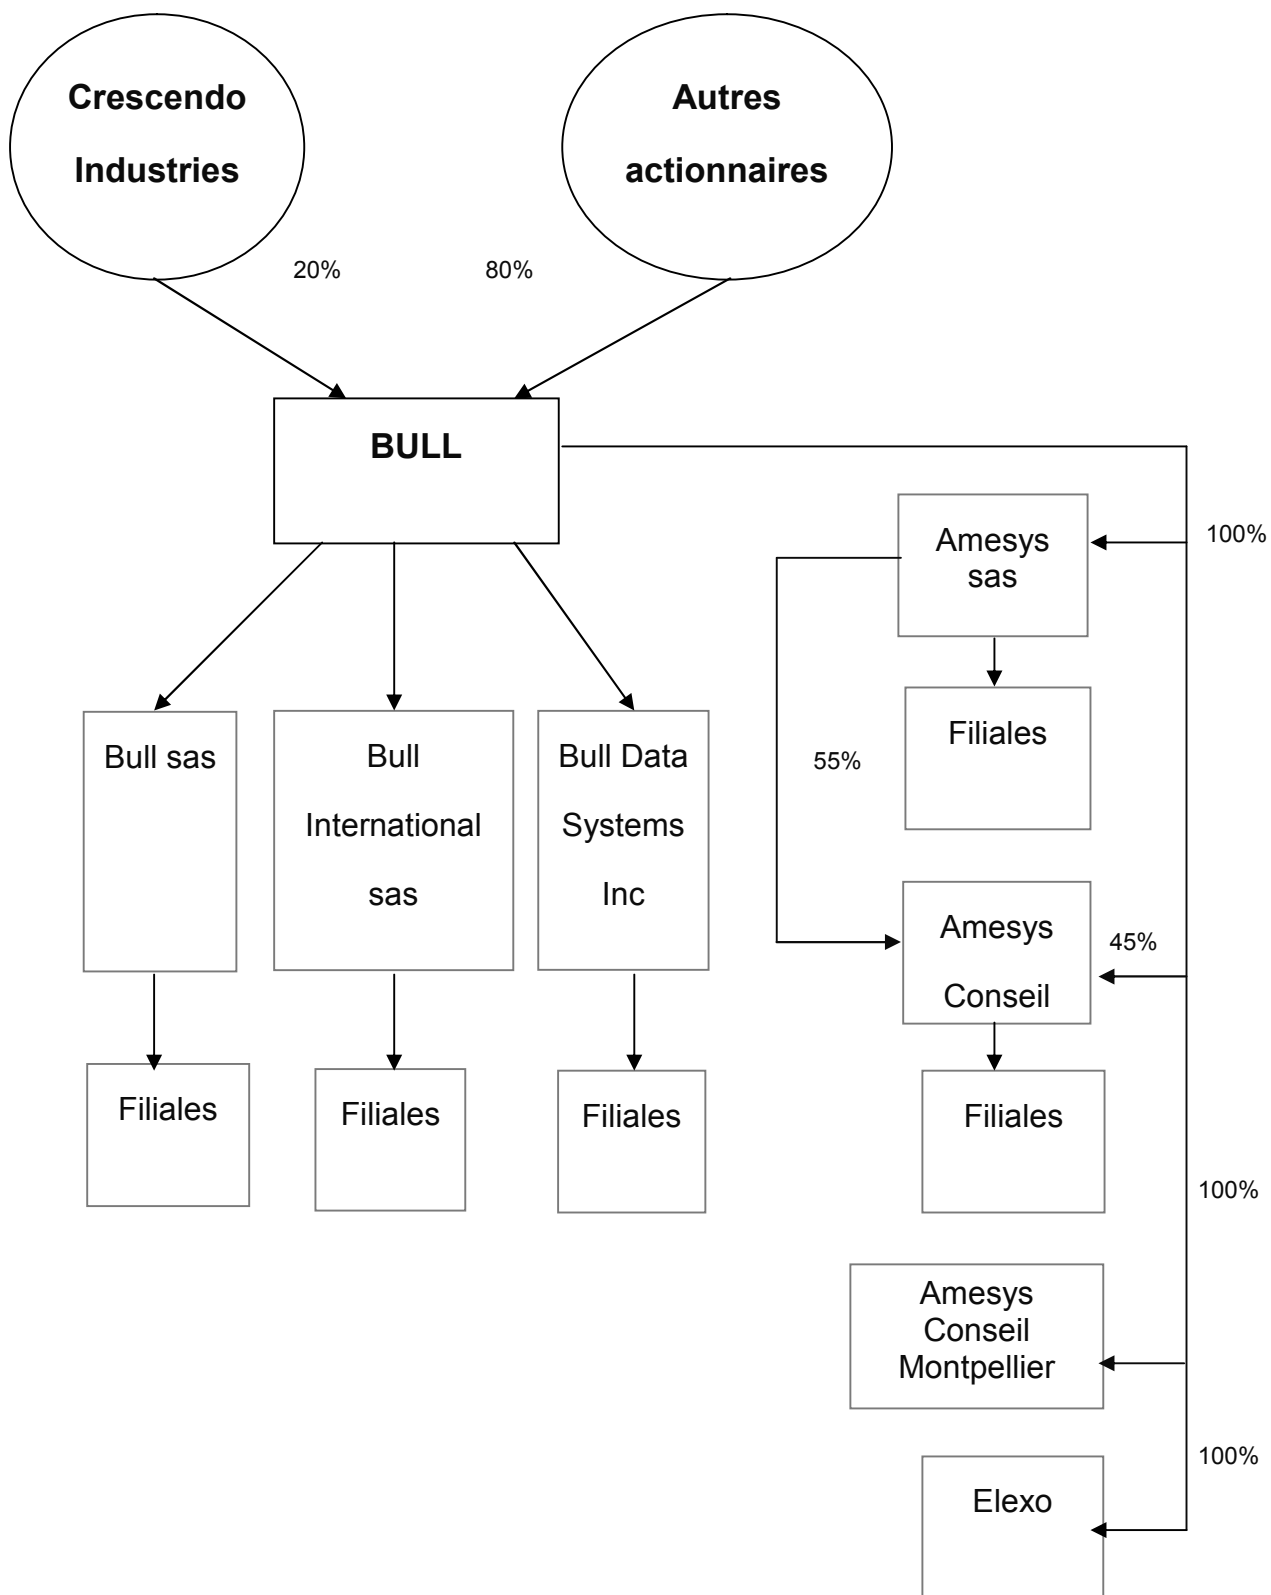 Crescendo
Industries
Autres
actionnaires
20%
80%
BULL
Amesys
sas
100%
Filiales
55%
Bull sas
Bull
International
sas
Bull Data
Systems
Inc
Amesys
Conseil
45%
Filiales
Filiales
Filiales
Filiales
100%
Amesys
Conseil
Montpellier
100%
Elexo